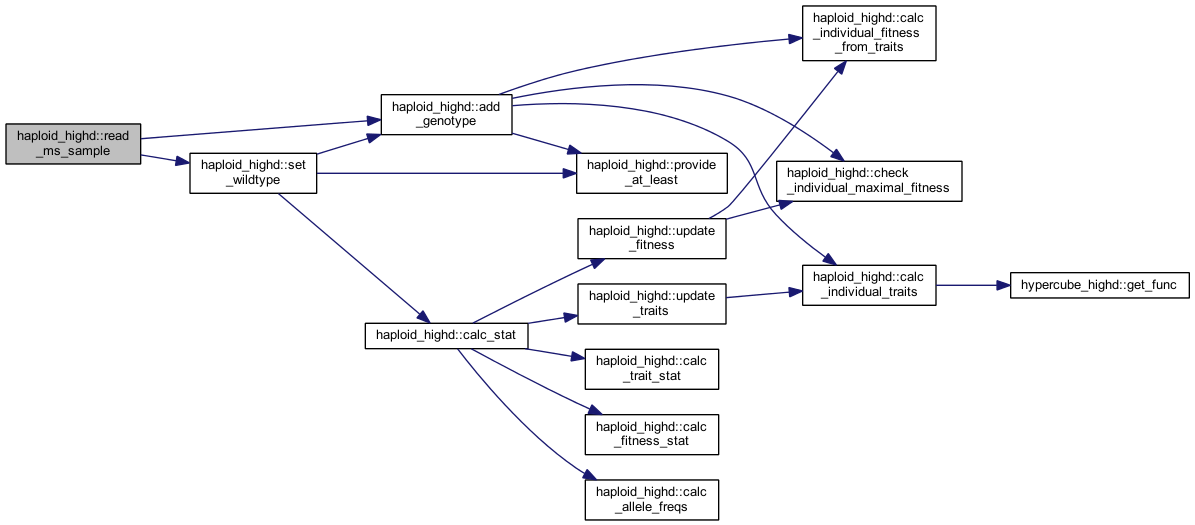 haploid_highd::read
_ms_sample
haploid_highd::set
_wildtype
haploid_highd::add
_genotype
haploid_highd::calc_stat
haploid_highd::provide
_at_least
haploid_highd::update
_fitness
haploid_highd::update
_traits
haploid_highd::calc
_trait_stat
haploid_highd::calc
_fitness_stat
haploid_highd::calc
_allele_freqs
haploid_highd::calc
_individual_fitness
_from_traits
haploid_highd::check
_individual_maximal_fitness
haploid_highd::calc
_individual_traits
hypercube_highd::get_func